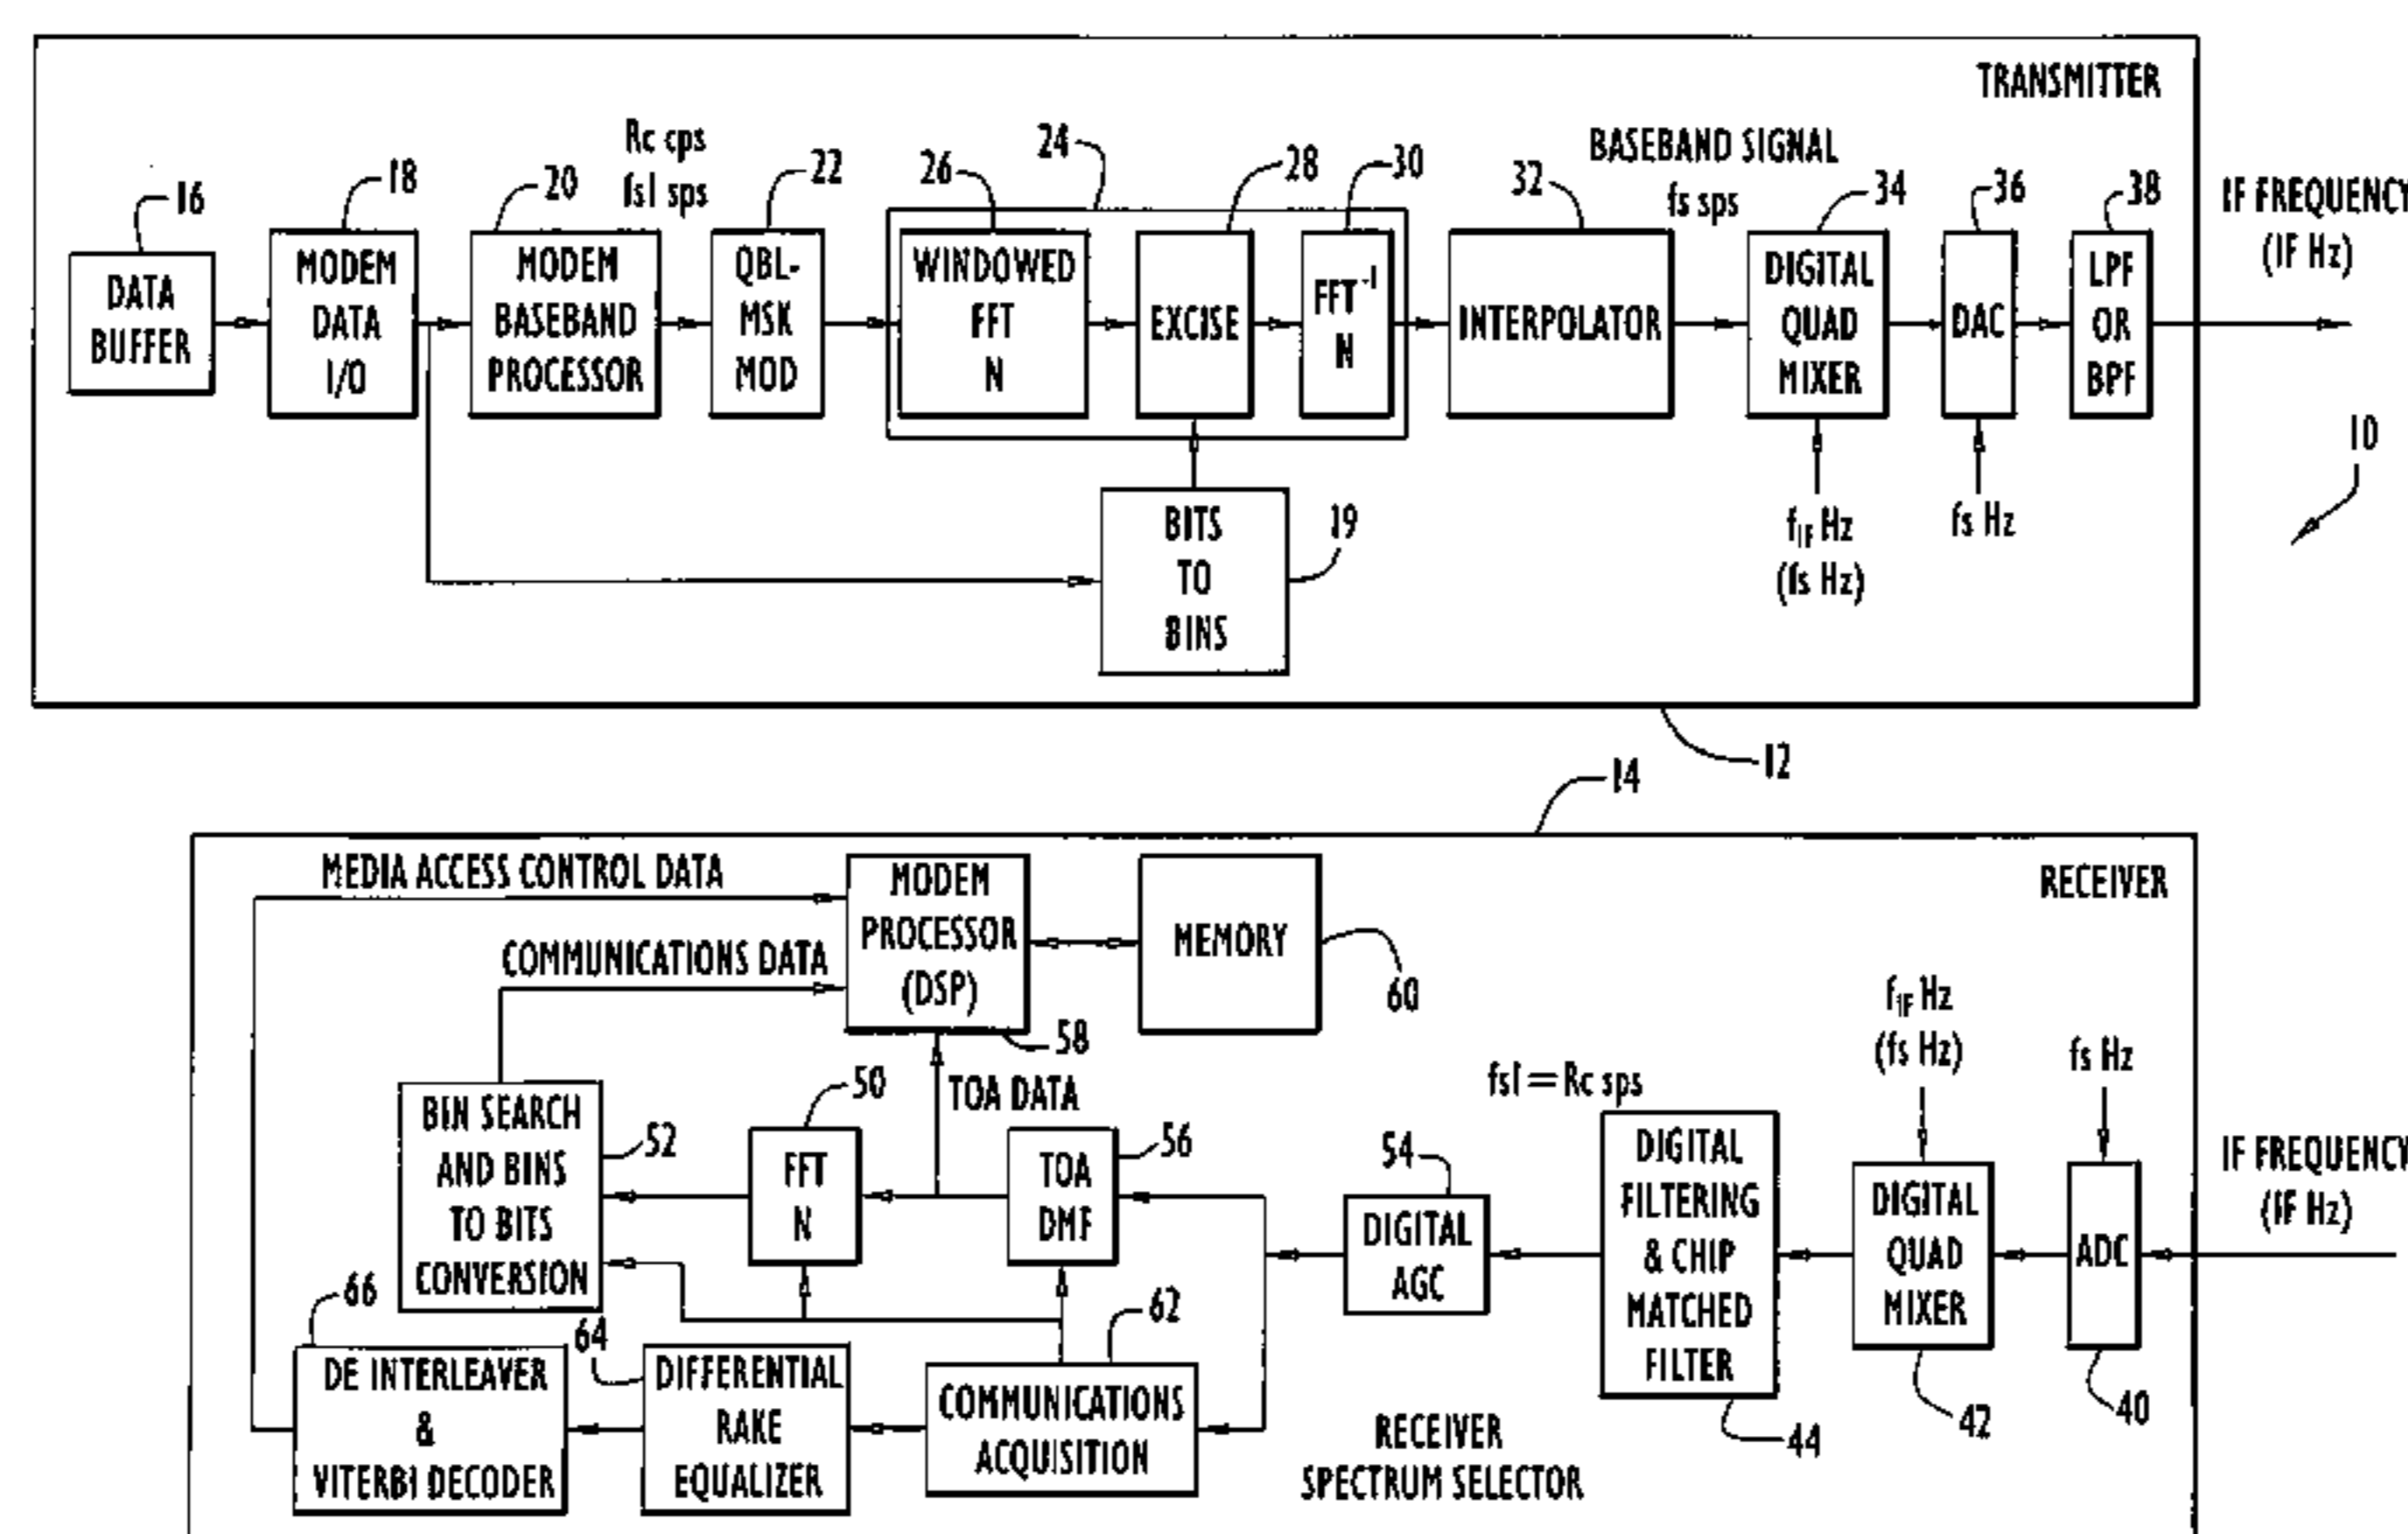 TRANSMITTER
Rc cps
fs1 sps
BASEBAND SIGNAL
fs sps
IF FREQUENCY
(IF Hz)
16
18
20
22
24
26
28
30
32
34
36
38
DATA
BUFFER
MODEM
DATA
I/O
MODEM
BASEBAND
PROCESSOR
QBL-
MSK
MOD
WINDOWED
FFT
N
EXCISE
FFT⁻¹
N
INTERPOLATOR
DIGITAL
QUAD
MIXER
DAC
LPF
OR
BPF
10
BITS
TO
BINS
19
fIF Hz
(fs Hz)
fs Hz
12
14
RECEIVER
MEDIA ACCESS CONTROL DATA
COMMUNICATIONS DATA
MODEM
PROCESSOR
(DSP)
58
MEMORY
60
TOA DATA
BIN SEARCH
AND BINS
TO BITS
CONVERSION
52
FFT
N
50
TOA
DMF
56
54
DIGITAL
AGC
fs1=Rc sps
DIGITAL
FILTERING
& CHIP
MATCHED
FILTER
44
fIF Hz
(fs Hz)
DIGITAL
QUAD
MIXER
42
fs Hz
ADC
40
IF FREQUENCY
(IF Hz)
66
DE INTERLEAVER
&
VITERBI DECODER
64
DIFFERENTIAL
RAKE
EQUALIZER
62
COMMUNICATIONS
ACQUISITION
RECEIVER
SPECTRUM SELECTOR